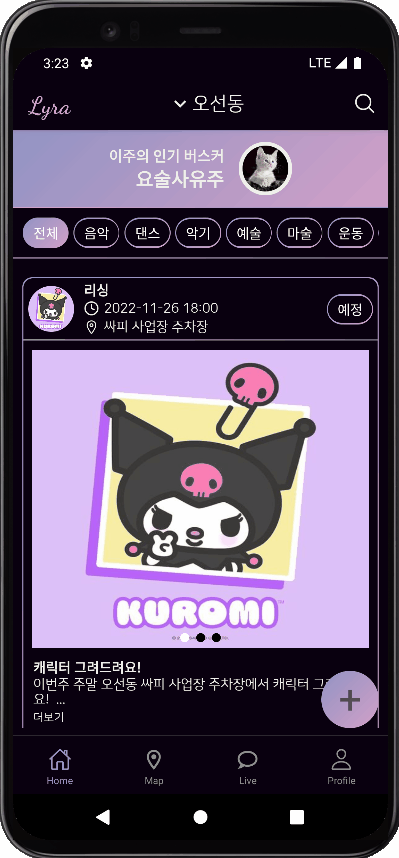 3:23
LTE
Lyra
오선동
이주의 인기 버스커
요술사유주
전체 음악 댄스 악기 예술 마술 운동
리싱
2022-11-26 18:00
싸피 사업장 주차장
예정
KUROMI
캐릭터 그려드려요!
이번주 주말 오선동 싸피 사업장 주차장에서 캐릭터
요! ...
더보기
+
Home Map Live Profile